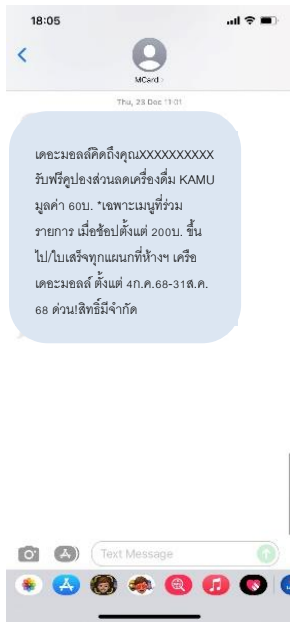 18:05
MCard
Thu, 23 Dec 11:01
เดอะมอลล์คิดถึงคุณXXXXXXXXXX
รับฟรีคูปองส่วนลดเครื่องดื่ม KAMU
มูลค่า 60บ. *เฉพาะเมนูที่ร่วม
รายการ เมื่อช้อปตั้งแต่ 200บ. ขึ้น
ไป/ใบเสร็จทุกแผนกที่ห้างฯ เครือ
เดอะมอลล์ ตั้งแต่ 4ก.ค.68-31ส.ค.
68 ด่วน!สิทธิ์มีจำกัด
Text Message